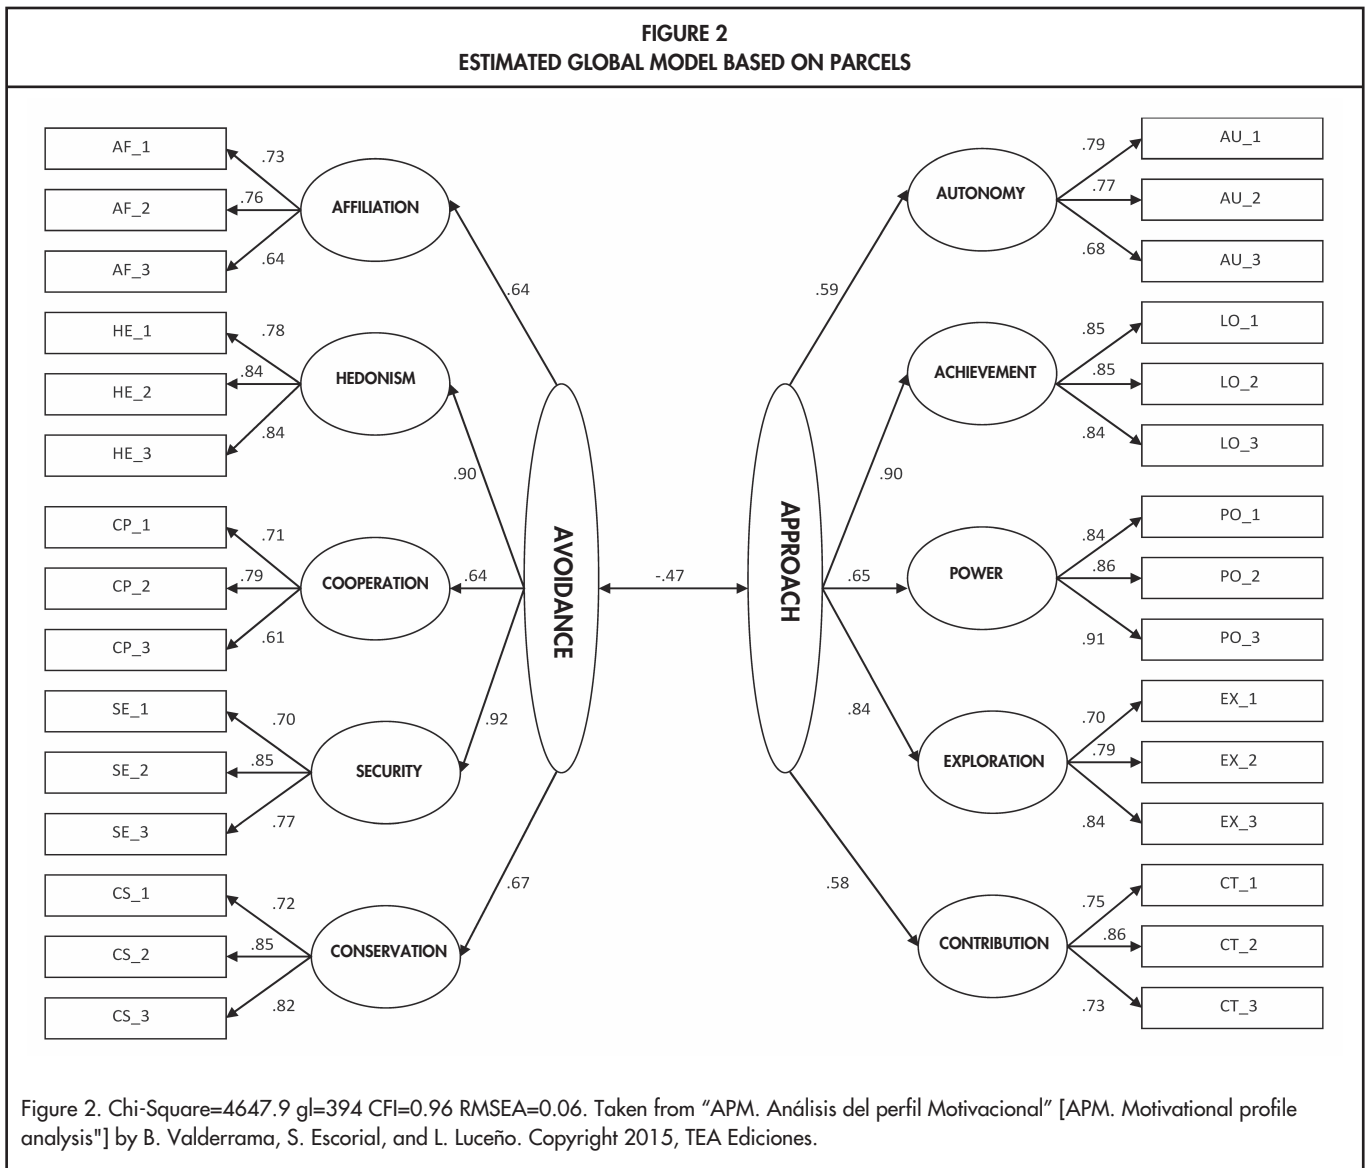 FIGURE 2
ESTIMATED GLOBAL MODEL BASED ON PARCELS
AF_1
.73
AF_2
.76
AF_3
.64
AFFILIATION
.64
HE_1
.78
HE_2
.84
HE_3
.84
HEDONISM
.90
CP_1
.71
CP_2
.79
CP_3
.61
COOPERATION
.64
SE_1
.70
SE_2
.85
SE_3
.77
SECURITY
.92
CS_1
.72
CS_2
.85
CS_3
.82
CONSERVATION
.67
AVOIDANCE
-.47
APPROACH
AUTONOMY
.59
.79
AU_1
.77
AU_2
.68
AU_3
ACHIEVEMENT
.90
.85
LO_1
.85
LO_2
.84
LO_3
POWER
.65
.84
PO_1
.86
PO_2
.91
PO_3
EXPLORATION
.84
.70
EX_1
.79
EX_2
.84
EX_3
CONTRIBUTION
.58
.75
CT_1
.86
CT_2
.73
CT_3
Figure 2. Chi-Square=4647.9 gl=394 CFI=0.96 RMSEA=0.06. Taken from “APM. Análisis del perfil Motivacional” [APM. Motivational profile
analysis"] by B. Valderrama, S. Escorial, and L. Luceño. Copyright 2015, TEA Ediciones.